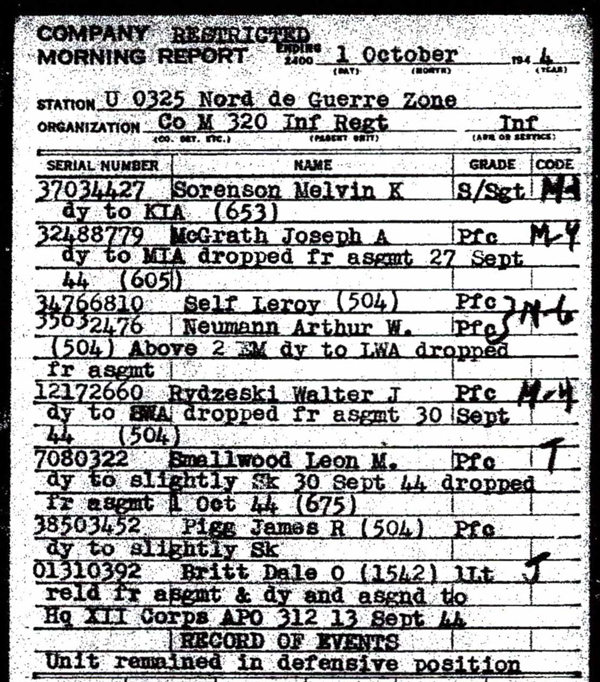 COMPANY RESTRICTED
MORNING REPORT ENDING 2400 1 October 194 4
(DAY) (MONTH) (YEAR)
STATION U 0325 Nord de Guerre Zone
ORGANIZATION Co M 320 Inf Regt Inf
(CO. DET. ETC.) (PARENT UNIT) (ARM OR SERVICE)
SERIAL NUMBER NAME GRADE CODE
37034427 Sorenson Melvin K S/Sgt M-1
dy to KIA (653)
32488779 McGrath Joseph A Pfc M-4
dy to MIA dropped fr asgmt 27 Sept
44 (605)
34766810 Self Leroy (504) Pfc
35632476 Neumann Arthur W. Pfc M-6
(504) Above 2 EM dy to LWA dropped
fr asgmt
12172660 Rydzeski Walter J Pfc M-4
dy to SWA dropped fr asgmt 30 Sept
44 (504)
7080322 Smallwood Leon M. Pfc T
dy to slightly Sk 30 Sept 44 dropped
fr asgmt 1 Oct 44 (675)
38503452 Pigg James R (504) Pfc
dy to slightly Sk
01310392 Britt Dale O (1542) 1Lt J
reld fr asgmt & dy and asgnd to
Hq XII Corps APO 312 13 Sept 44
RECORD OF EVENTS
Unit remained in defensive position